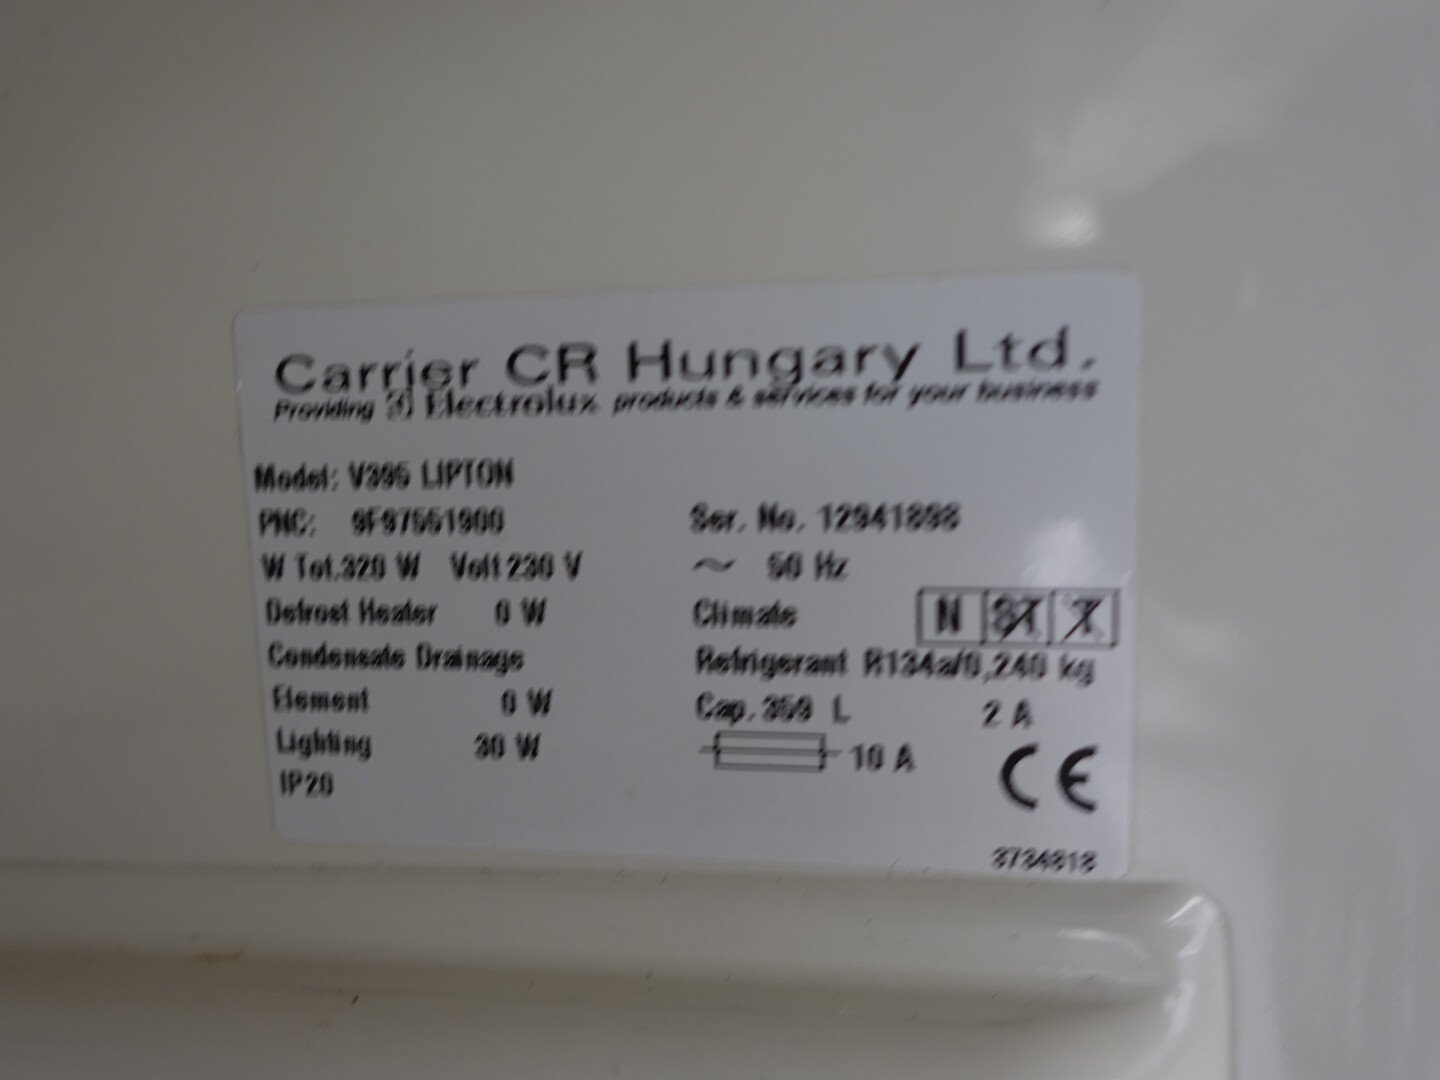 Carrier CR Hungary Ltd.
Providing Electrolux products & services for your business
Model: V395 LIPTON
PNC: 9F97551900 Ser. No. 12941898
W Tot.320 W Volt 230 V ~ 50 Hz
Defrost Heater 0 W Climate N ST T
Condensate Drainage Refrigerant R134a/0,240 kg
Element 0 W Cap. 359 L 2 A
Lighting 30 W 10 A
IP20 CE
3734818